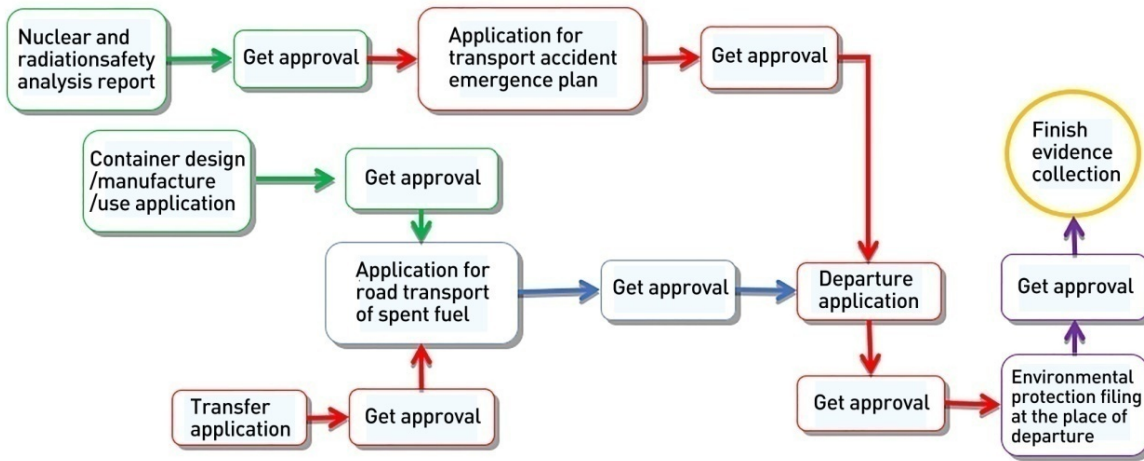 Nuclear and
radiationsafety
analysis report
Get approval
Application for
transport accident
emergence plan
Get approval
Container design
/manufacture
/use application
Get approval
Finish
evidence
collection
Application for
road transport
of spent fuel
Get approval
Departure
application
Get approval
Transfer
application
Get approval
Get approval
Environmental
protection filing
at the place of
departure